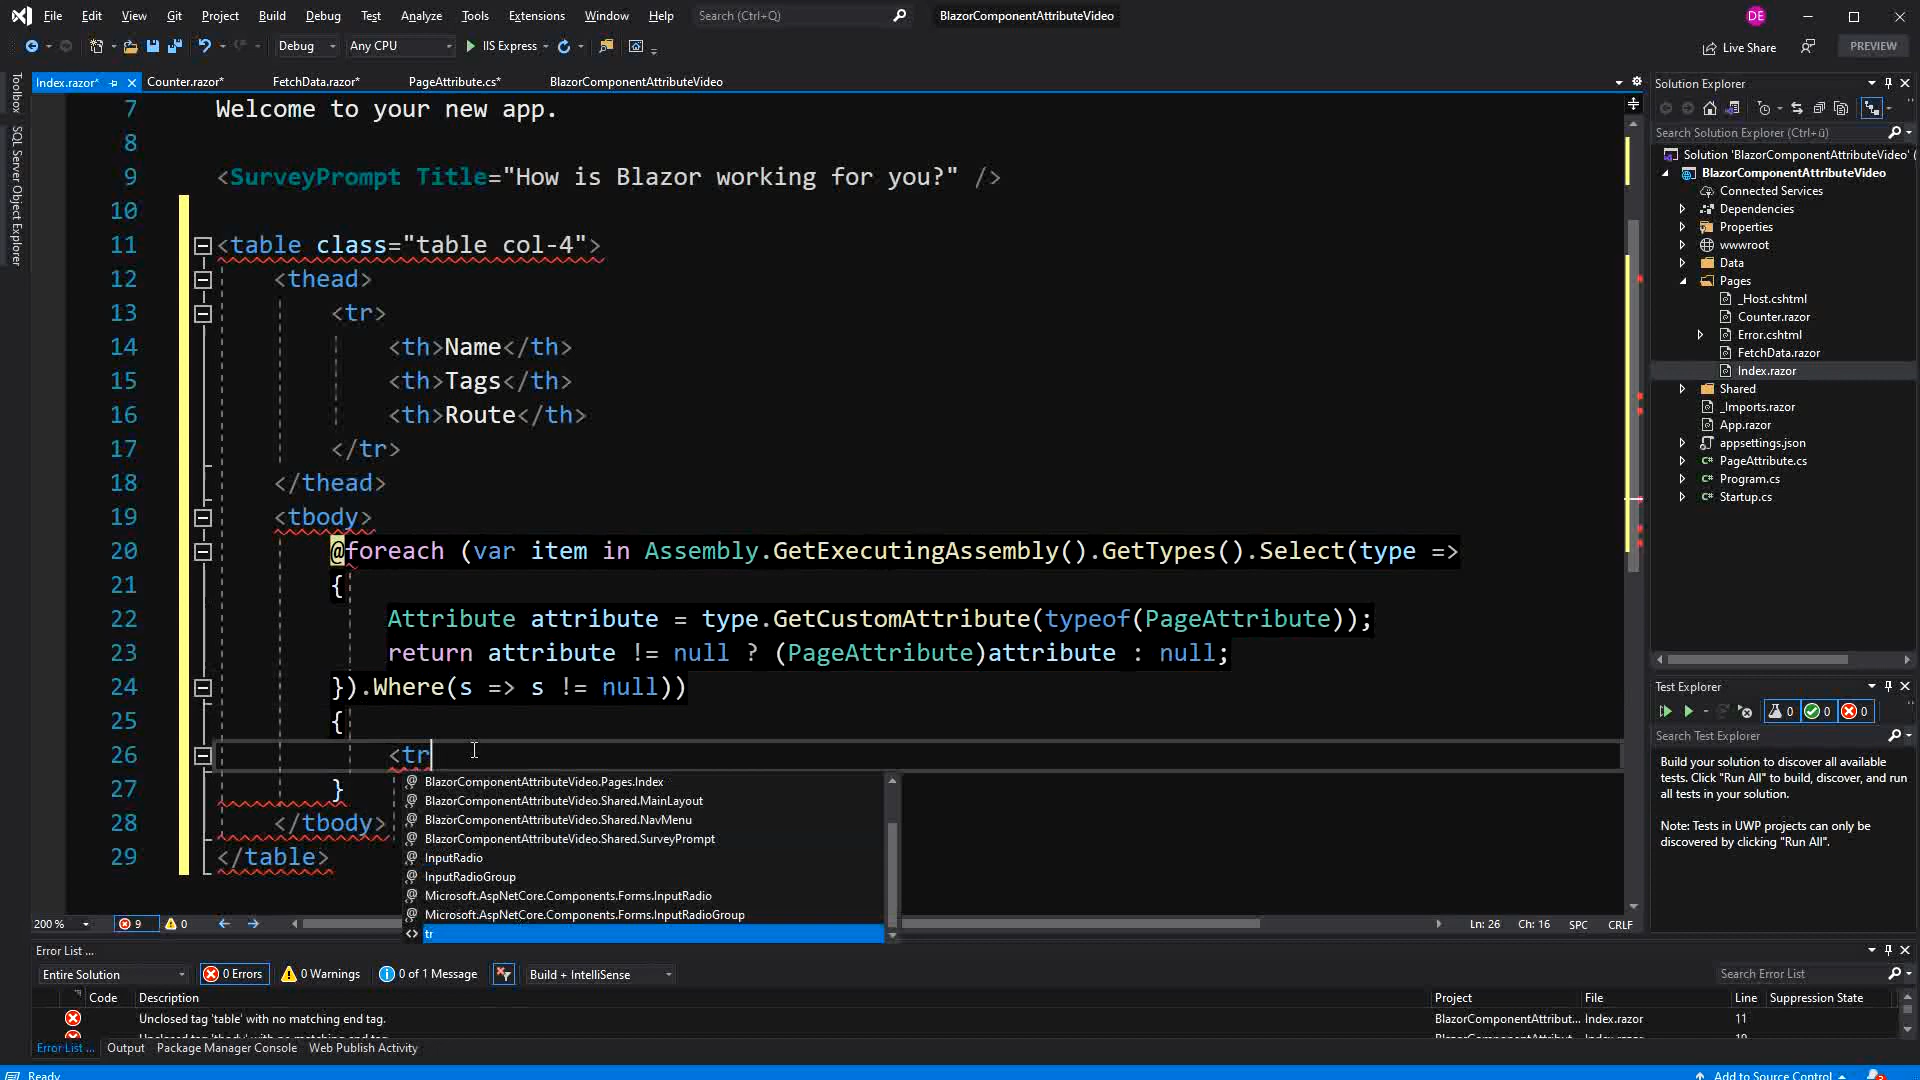 File Edit View Git Project Build Debug Test Analyze Tools Extensions Window Help Search (Ctrl+Q) BlazorComponentAttributeVideo DE
Debug Any CPU IIS Express Live Share PREVIEW
Index.razor* Counter.razor* FetchData.razor* PageAttribute.cs* BlazorComponentAttributeVideo
Toolbox
SQL Server Object Explorer
7 Welcome to your new app.
8
9 <SurveyPrompt Title="How is Blazor working for you?" />
10
11 <table class="table col-4">
12 <thead>
13 <tr>
14 <th>Name</th>
15 <th>Tags</th>
16 <th>Route</th>
17 </tr>
18 </thead>
19 <tbody>
20 @foreach (var item in Assembly.GetExecutingAssembly().GetTypes().Select(type =>
21 {
22 Attribute attribute = type.GetCustomAttribute(typeof(PageAttribute));
23 return attribute != null ? (PageAttribute)attribute : null;
24 }).Where(s => s != null))
25 {
26 <tr
27 }
28 </tbody>
29 </table>
BlazorComponentAttributeVideo.Pages.Index
BlazorComponentAttributeVideo.Shared.MainLayout
BlazorComponentAttributeVideo.Shared.NavMenu
BlazorComponentAttributeVideo.Shared.SurveyPrompt
InputRadio
InputRadioGroup
Microsoft.AspNetCore.Components.Forms.InputRadio
Microsoft.AspNetCore.Components.Forms.InputRadioGroup
<> tr
200 % 9 0 Ln: 26 Ch: 16 SPC CRLF
Solution Explorer
Search Solution Explorer (Ctrl+ü)
Solution 'BlazorComponentAttributeVideo' (
BlazorComponentAttributeVideo
Connected Services
Dependencies
Properties
wwwroot
Data
Pages
_Host.cshtml
Counter.razor
Error.cshtml
FetchData.razor
Index.razor
Shared
_Imports.razor
App.razor
appsettings.json
C# PageAttribute.cs
C# Program.cs
C# Startup.cs
Test Explorer
0 0 0
Search Test Explorer
Build your solution to discover all available
tests. Click "Run All" to build, discover, and run
all tests in your solution.
Note: Tests in UWP projects can only be
discovered by clicking "Run All".
Error List ...
Entire Solution 0 Errors 0 Warnings 0 of 1 Message Build + IntelliSense Search Error List
Code Description Project File Line Suppression State
Unclosed tag 'table' with no matching end tag. BlazorComponentAttribut... Index.razor 11
Error List ... Output Package Manager Console Web Publish Activity
Ready Add to Source Control